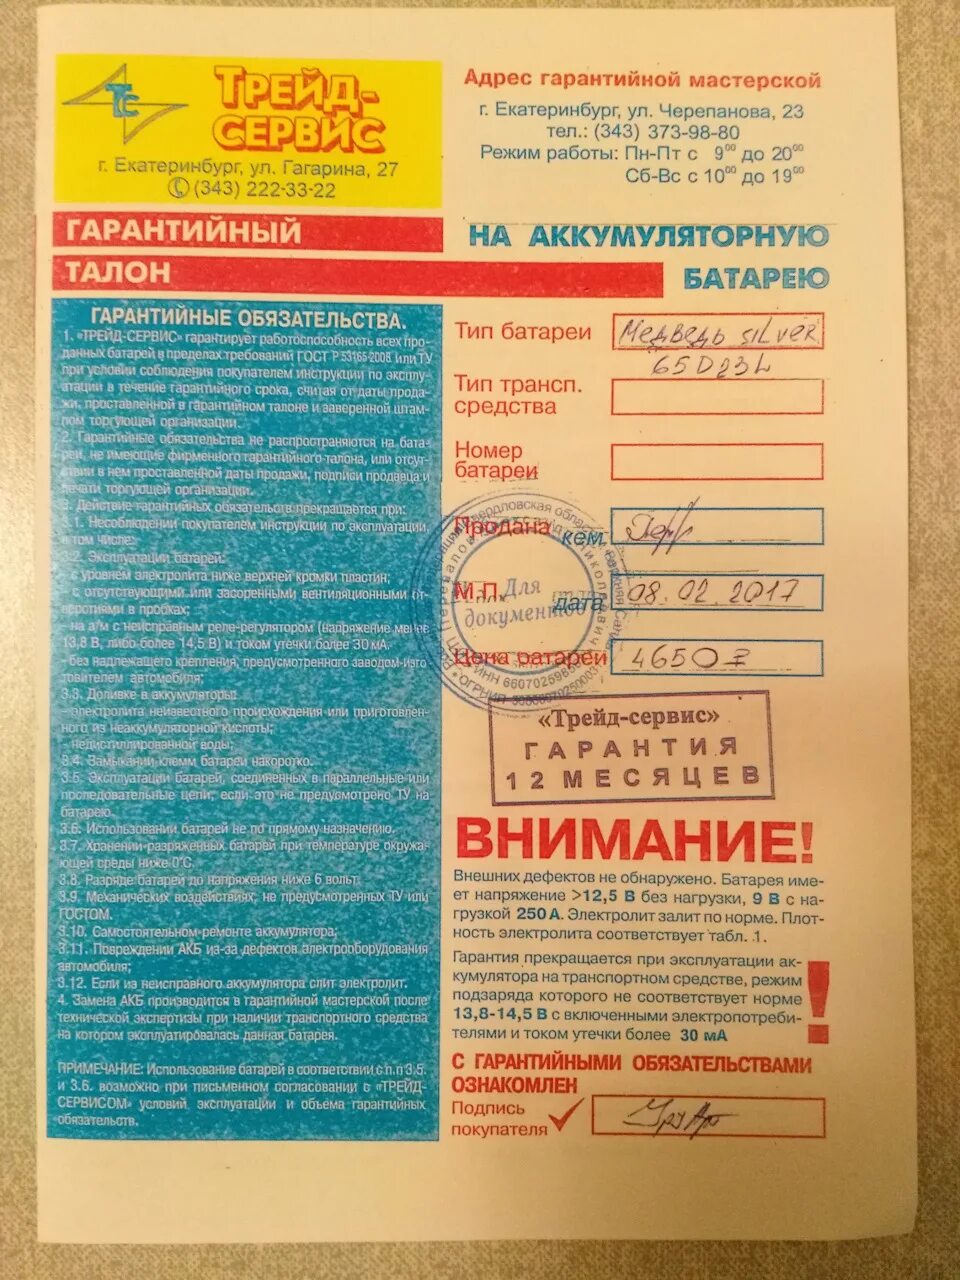 ТРЕЙД-
СЕРВИС
г. Екатеринбург, ул. Гагарина, 27
(343) 222-33-22
Адрес гарантийной мастерской
г. Екатеринбург, ул. Черепанова, 23
тел.: (343) 373-98-80
Режим работы: Пн-Пт с 9⁰⁰ до 20⁰⁰
Сб-Вс с 10⁰⁰ до 19⁰⁰
ГАРАНТИЙНЫЙ
НА АККУМУЛЯТОРНУЮ
ТАЛОН
БАТАРЕЮ
ГАРАНТИЙНЫЕ ОБЯЗАТЕЛЬСТВА.
1. «ТРЕЙД-СЕРВИС» гарантирует работоспособность всех про-
данных батарей в пределах требований ГОСТ Р 53165-2008 или ТУ
при условии соблюдения покупателем инструкции по эксплу-
атации в течение гарантийного срока, считая от даты прода-
жи, проставленной в гарантийном талоне и заверенной штам-
пом торгующей организации.
2. Гарантийные обязательства не распространяются на бата-
реи, не имеющие фирменного гарантийного талона, или отсут-
ствии в нем проставленной даты продажи, подписи продавца и
печати торгующей организации.
3. Действие гарантийных обязательств прекращается при:
3.1. Несоблюдении покупателем инструкции по эксплуатации,
в том числе:
3.2. Эксплуатации батарей:
- с уровнем электролита ниже верхней кромки пластин;
- с отсутствующими или засоренными вентиляционными от-
верстиями в пробках;
- на а/м с неисправным реле-регулятором (напряжение менее
13,8 В, либо более 14,5 В) и током утечки более 30 мА.
- без надлежащего крепления, предусмотренного заводом-изго-
товителем автомобиля;
3.3. Доливке в аккумуляторы:
- электролита неизвестного происхождения или приготовлен-
ного из неаккумуляторной кислоты;
- недистиллированной воды;
3.4. Замыкании клемм батареи накоротко.
3.5. Эксплуатации батарей, соединенных в параллельные или
последовательные цепи, если это не предусмотрено ТУ на
батарею.
3.6. Использовании батарей не по прямому назначению.
3.7. Хранении разряженных батарей при температуре окружа-
ющей среды ниже 0°С.
3.8. Разряде батарей до напряжения ниже 6 вольт.
3.9. Механических воздействиях, не предусмотренных ТУ или
ГОСТОМ.
3.10. Самостоятельном ремонте аккумулятора;
3.11. Повреждении АКБ из-за дефектов электрооборудования
автомобиля;
3.12. Если из неисправного аккумулятора слит электролит.
4. Замена АКБ производится в гарантийной мастерской после
технической экспертизы при наличии транспортного средства
на котором эксплуатировалась данная батарея.
ПРИМЕЧАНИЕ: Использование батарей в соответствии с п.п 3.5.
и 3.6. возможно при письменном согласовании с «ТРЕЙД-
СЕРВИСОМ» условий эксплуатации и объема гарантийных
обязательств.
Тип батареи
Медведь SILVER
65D23L
Тип трансп.
средства
Номер
батареи
Продана
кем
М.П.
дата
08.02.2017
Для
документов
Цена батареи
4650
ИНН
ОГРНИП
«Трейд-сервис»
ГАРАНТИЯ
12 МЕСЯЦЕВ
ВНИМАНИЕ!
Внешних дефектов не обнаружено. Батарея име-
ет напряжение >12,5 В без нагрузки, 9 В с на-
грузкой 250 А. Электролит залит по норме. Плот-
ность электролита соответствует табл. 1.
Гарантия прекращается при эксплуатации ак-
кумулятора на транспортном средстве, режим
подзаряда которого не соответствует норме
13,8-14,5 В с включенными электропотреби-
телями и током утечки более 30 мА
!
С ГАРАНТИЙНЫМИ ОБЯЗАТЕЛЬСТВАМИ
ОЗНАКОМЛЕН
Подпись
покупателя